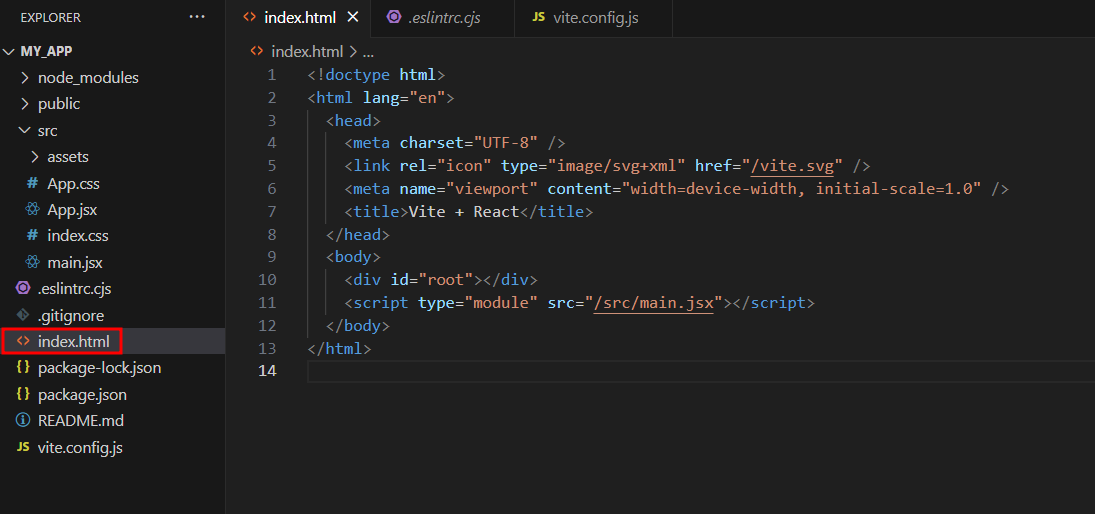 EXPLORER ...
MY_APP
node_modules
public
src
assets
# App.css
App.jsx
# index.css
main.jsx
.eslintrc.cjs
.gitignore
<> index.html
{} package-lock.json
{} package.json
README.md
JS vite.config.js
<> index.html × .eslintrc.cjs JS vite.config.js
<> index.html > ...
1 <!doctype html>
2 <html lang="en">
3 <head>
4 <meta charset="UTF-8" />
5 <link rel="icon" type="image/svg+xml" href="/vite.svg" />
6 <meta name="viewport" content="width=device-width, initial-scale=1.0" />
7 <title>Vite + React</title>
8 </head>
9 <body>
10 <div id="root"></div>
11 <script type="module" src="/src/main.jsx"></script>
12 </body>
13 </html>
14